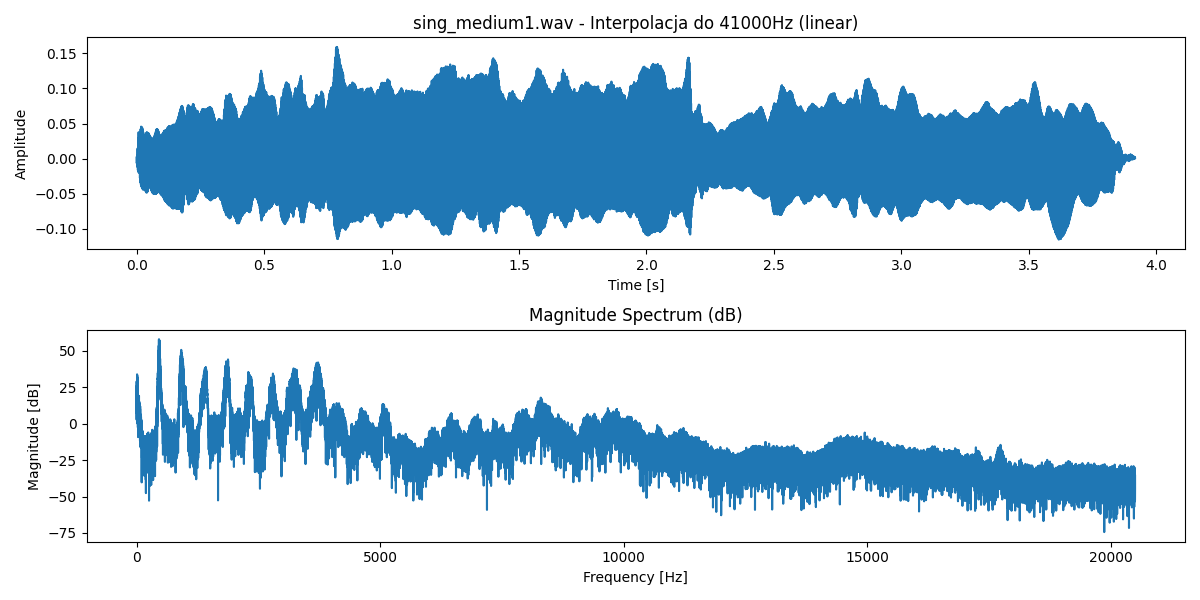 sing_medium1.wav - Interpolacja do 41000Hz (linear)
0.15
0.10
0.05
0.00
−0.05
−0.10
Amplitude
0.0 0.5 1.0 1.5 2.0 2.5 3.0 3.5 4.0
Time [s]
Magnitude Spectrum (dB)
50
25
0
−25
−50
−75
Magnitude [dB]
0 5000 10000 15000 20000
Frequency [Hz]